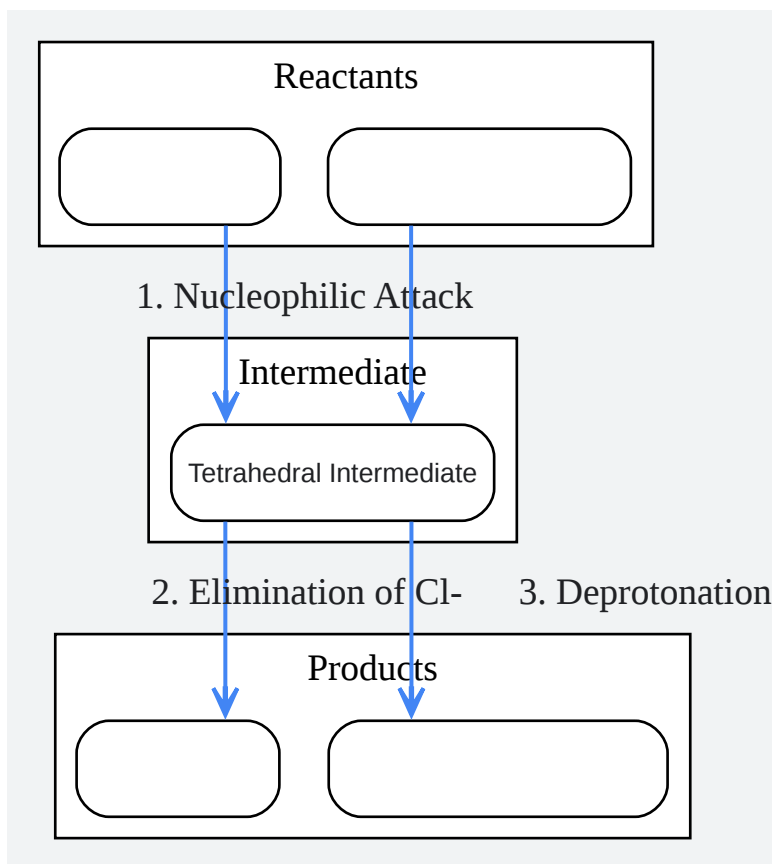 Reactants
1. Nucleophilic Attack
Intermediate
Tetrahedral Intermediate
2. Elimination of Cl- 3. Deprotonation
Products